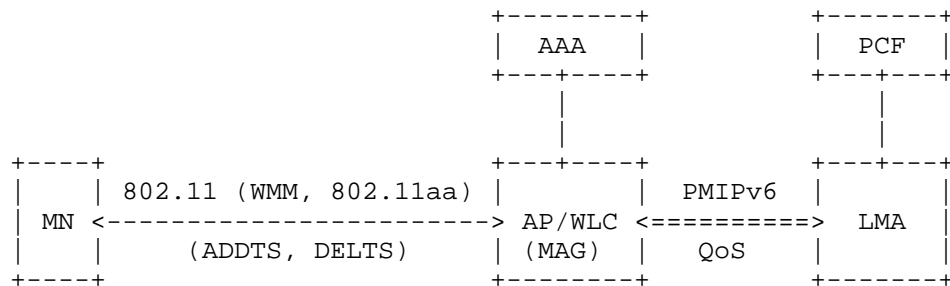 AAA PCF
802.11 (WMM, 802.11aa) PMIPv6
MN AP/WLC LMA
(ADDTS, DELTS) (MAG) QoS